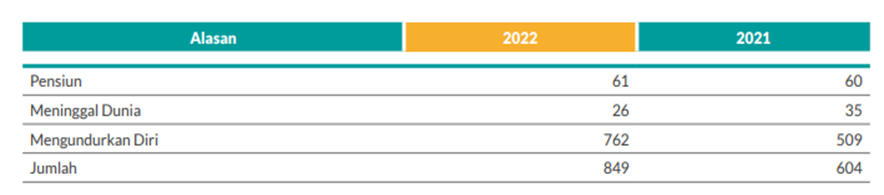 Alasan 2022 2021
Pensiun 61 60
Meninggal Dunia 26 35
Mengundurkan Diri 762 509
Jumlah 849 604